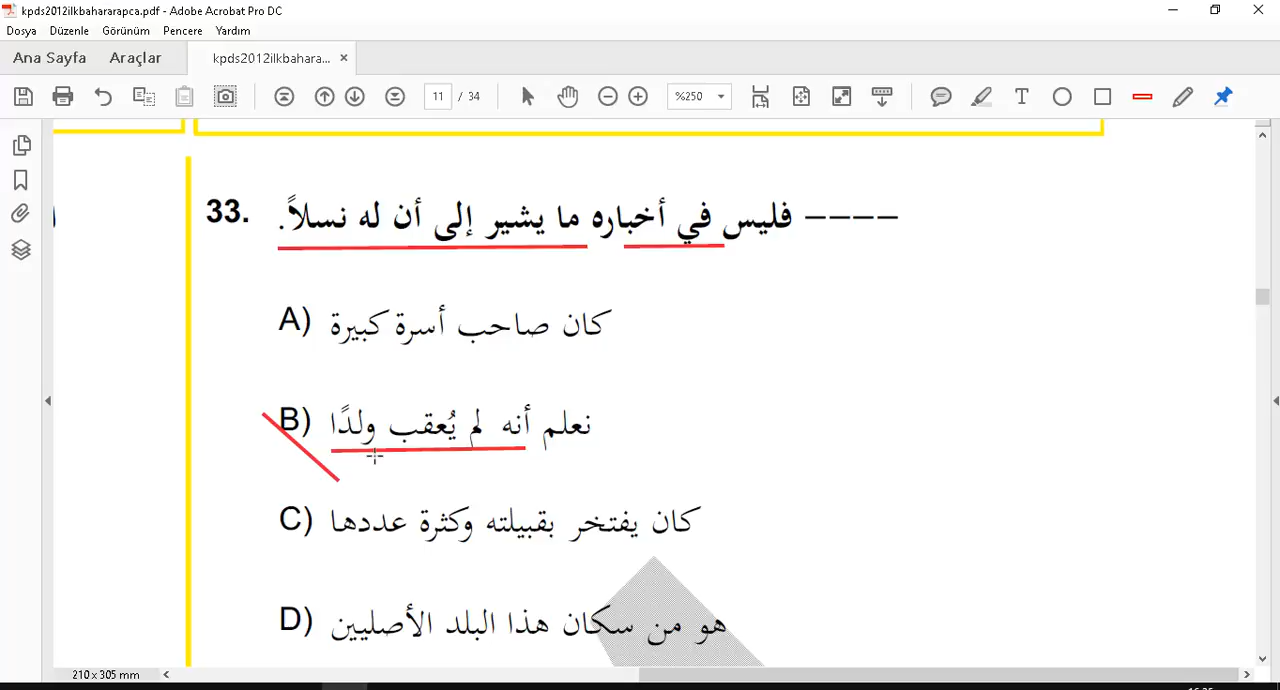 kpds2012ilkbahararapca.pdf - Adobe Acrobat Pro DC
Dosya Düzenle Görünüm Pencere Yardım
Ana Sayfa Araçlar kpds2012ilkbahara... ×
11 / 34 %250
33. ---- فليس في أخباره ما يشير إلى أن له نسلاً.
A) كان صاحب أسرة كبيرة
B) نعلم أنه لم يُعقب ولدًا
C) كان يفتخر بقبيلته وكثرة عددها
D) هو من سكان هذا البلد الأصليين
210 x 305 mm